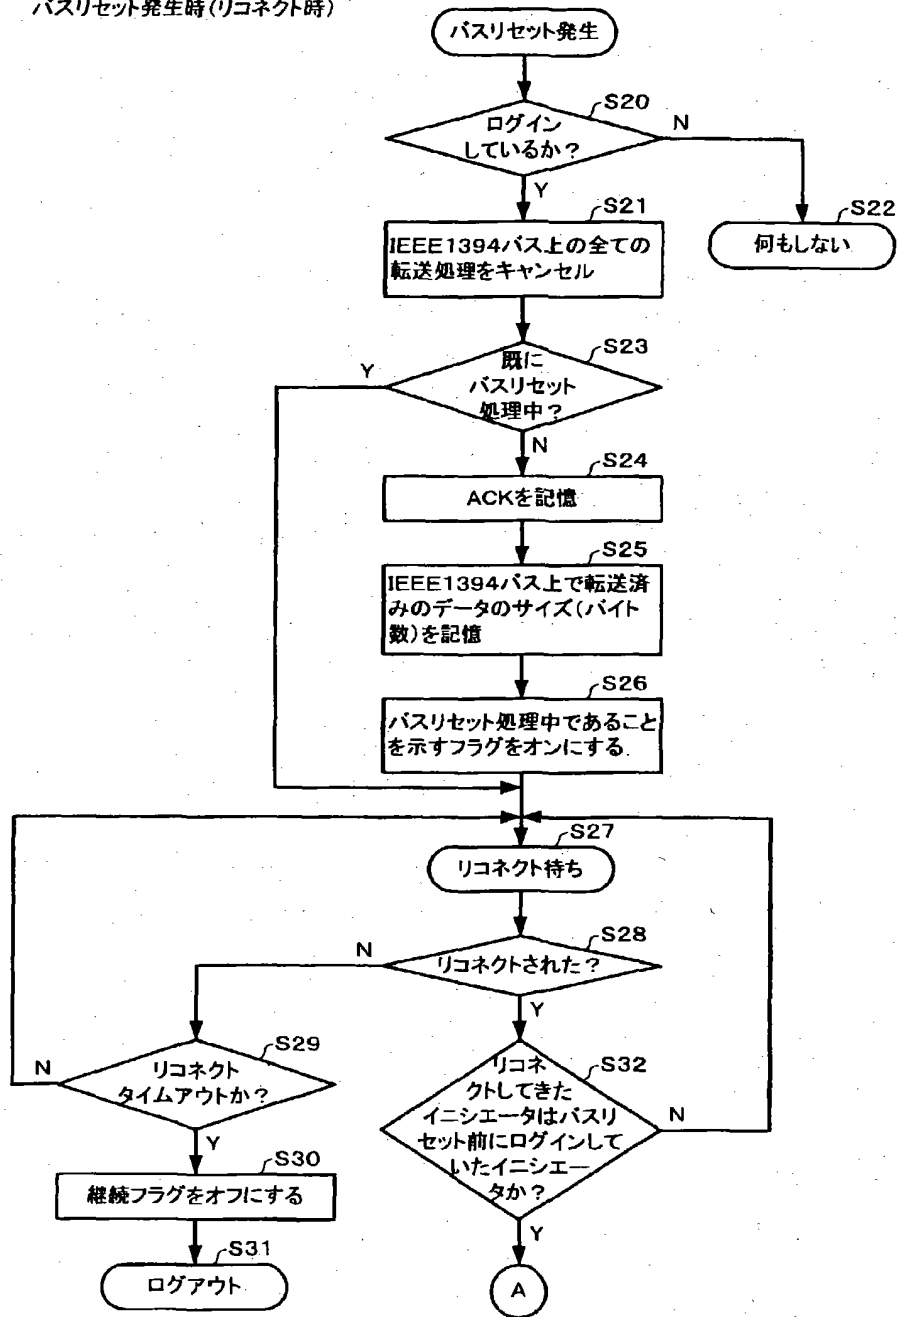 バスリセット発生時(リコネクト時)
バスリセット発生
S20
ログイン
しているか?
N
Y
S21
IEEE1394バス上の全ての
転送処理をキャンセル
S22
何もしない
S23
既に
バスリセット
処理中?
Y
N
S24
ACKを記憶
S25
IEEE1394バス上で転送済
みのデータのサイズ(バイト
数)を記憶
S26
バスリセット処理中であること
を示すフラグをオンにする.
S27
リコネクト待ち
S28
リコネクトされた?
N
Y
S29
リコネクト
タイムアウトか?
N
Y
S30
継続フラグをオフにする
S31
ログアウト
S32
リコネ
クトしてきた
イニシエータはバスリ
セット前にログインして
いたイニシエー
タか?
N
Y
A